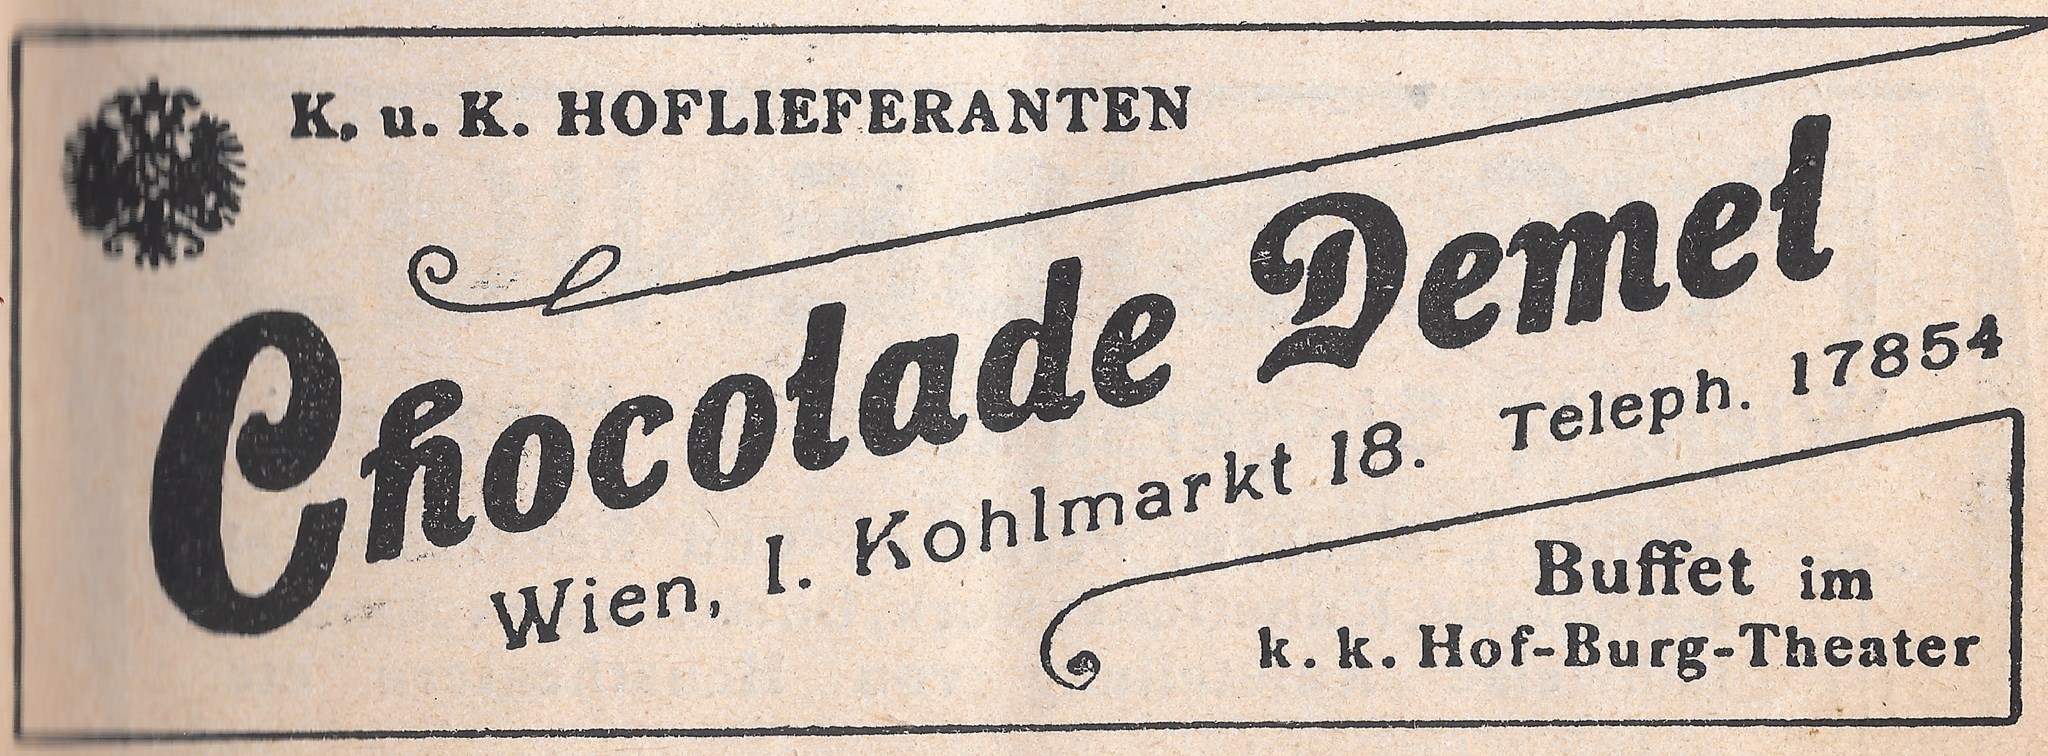 K. u. K. HOFLIEFERANTEN
Chocolade Demel
Wien, I. Kohlmarkt 18. Teleph. 17854
Buffet im
k. k. Hof-Burg-Theater